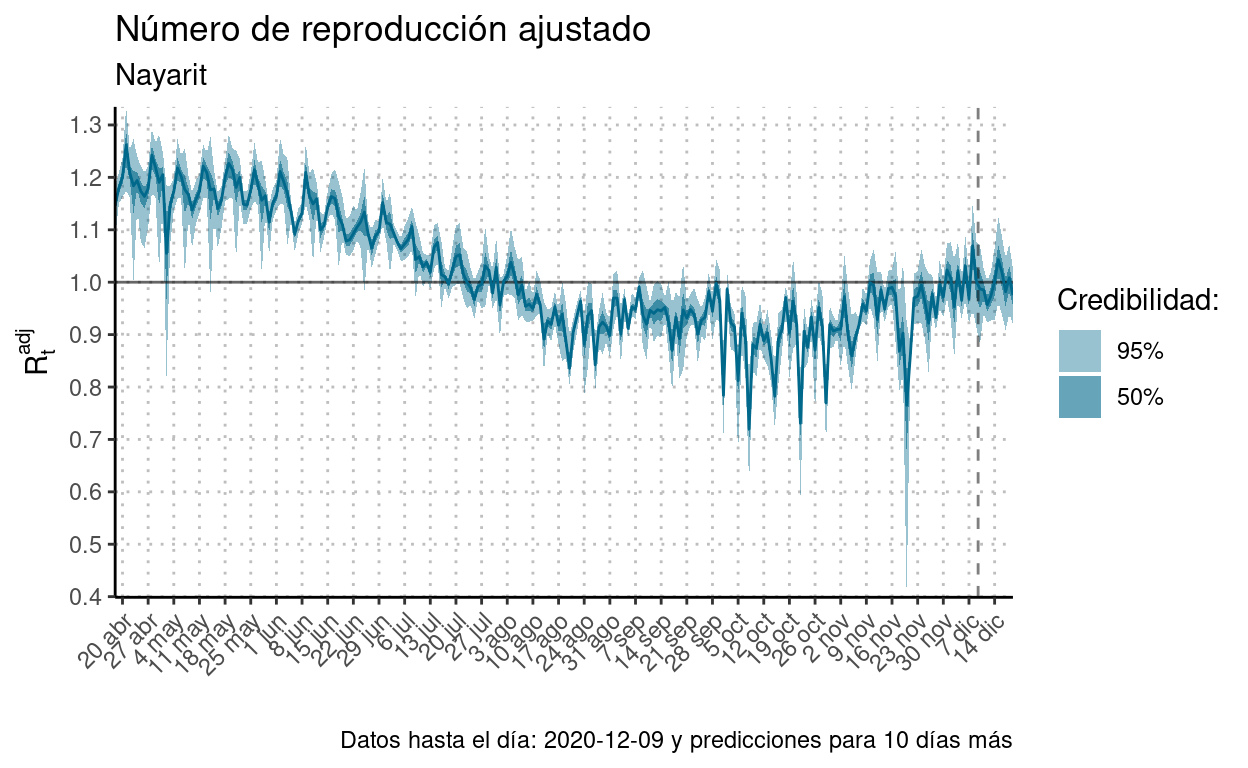 Número de reproducción ajustado
Nayarit
1.3
1.2
1.1
1.0
0.9
0.8
0.7
0.6
0.5
0.4
R_t^adj
20 abr
27 abr
4 may
11 may
18 may
25 may
1 jun
8 jun
15 jun
22 jun
29 jun
6 jul
13 jul
20 jul
27 jul
3 ago
10 ago
17 ago
24 ago
31 ago
7 sep
14 sep
21 sep
28 sep
5 oct
12 oct
19 oct
26 oct
2 nov
9 nov
16 nov
23 nov
30 nov
7 dic
14 dic
Credibilidad:
95%
50%
Datos hasta el día: 2020-12-09 y predicciones para 10 días más